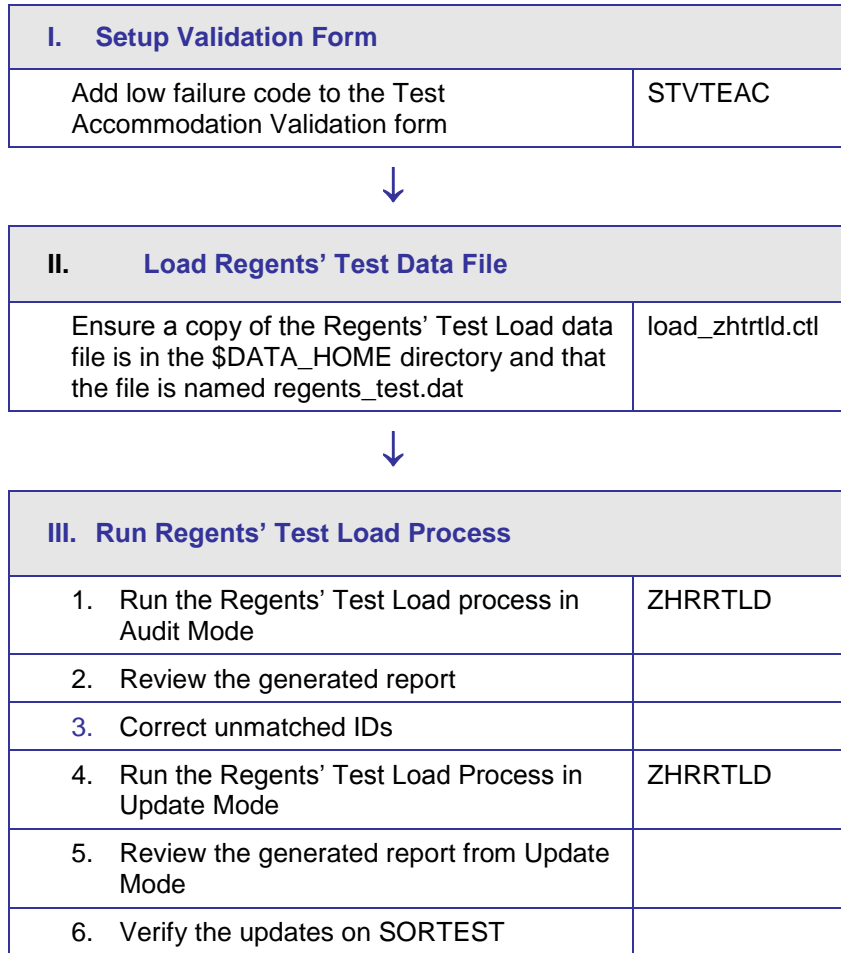 I. Setup Validation Form
Add low failure code to the Test
Accommodation Validation form
STVTEAC
↓
II. Load Regents’ Test Data File
Ensure a copy of the Regents’ Test Load data
file is in the $DATA_HOME directory and that
the file is named regents_test.dat
load_zhtrtld.ctl
↓
III. Run Regents’ Test Load Process
1. Run the Regents’ Test Load process in
Audit Mode
ZHRRTLD
2. Review the generated report
3. Correct unmatched IDs
4. Run the Regents’ Test Load Process in
Update Mode
ZHRRTLD
5. Review the generated report from Update
Mode
6. Verify the updates on SORTEST